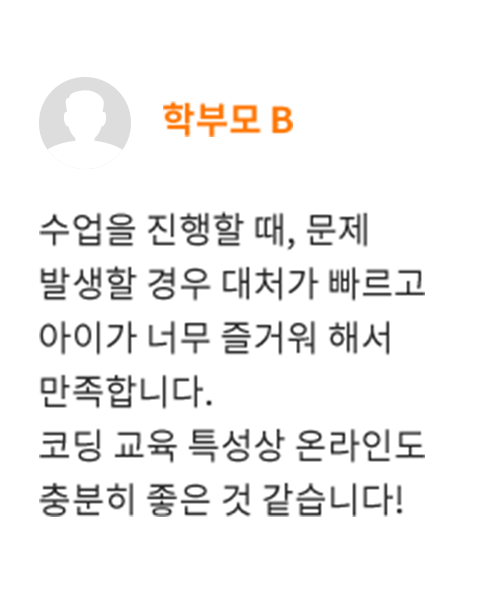 학부모 B
수업을 진행할 때, 문제
발생할 경우 대처가 빠르고
아이가 너무 즐거워 해서
만족합니다.
코딩 교육 특성상 온라인도
충분히 좋은 것 같습니다!